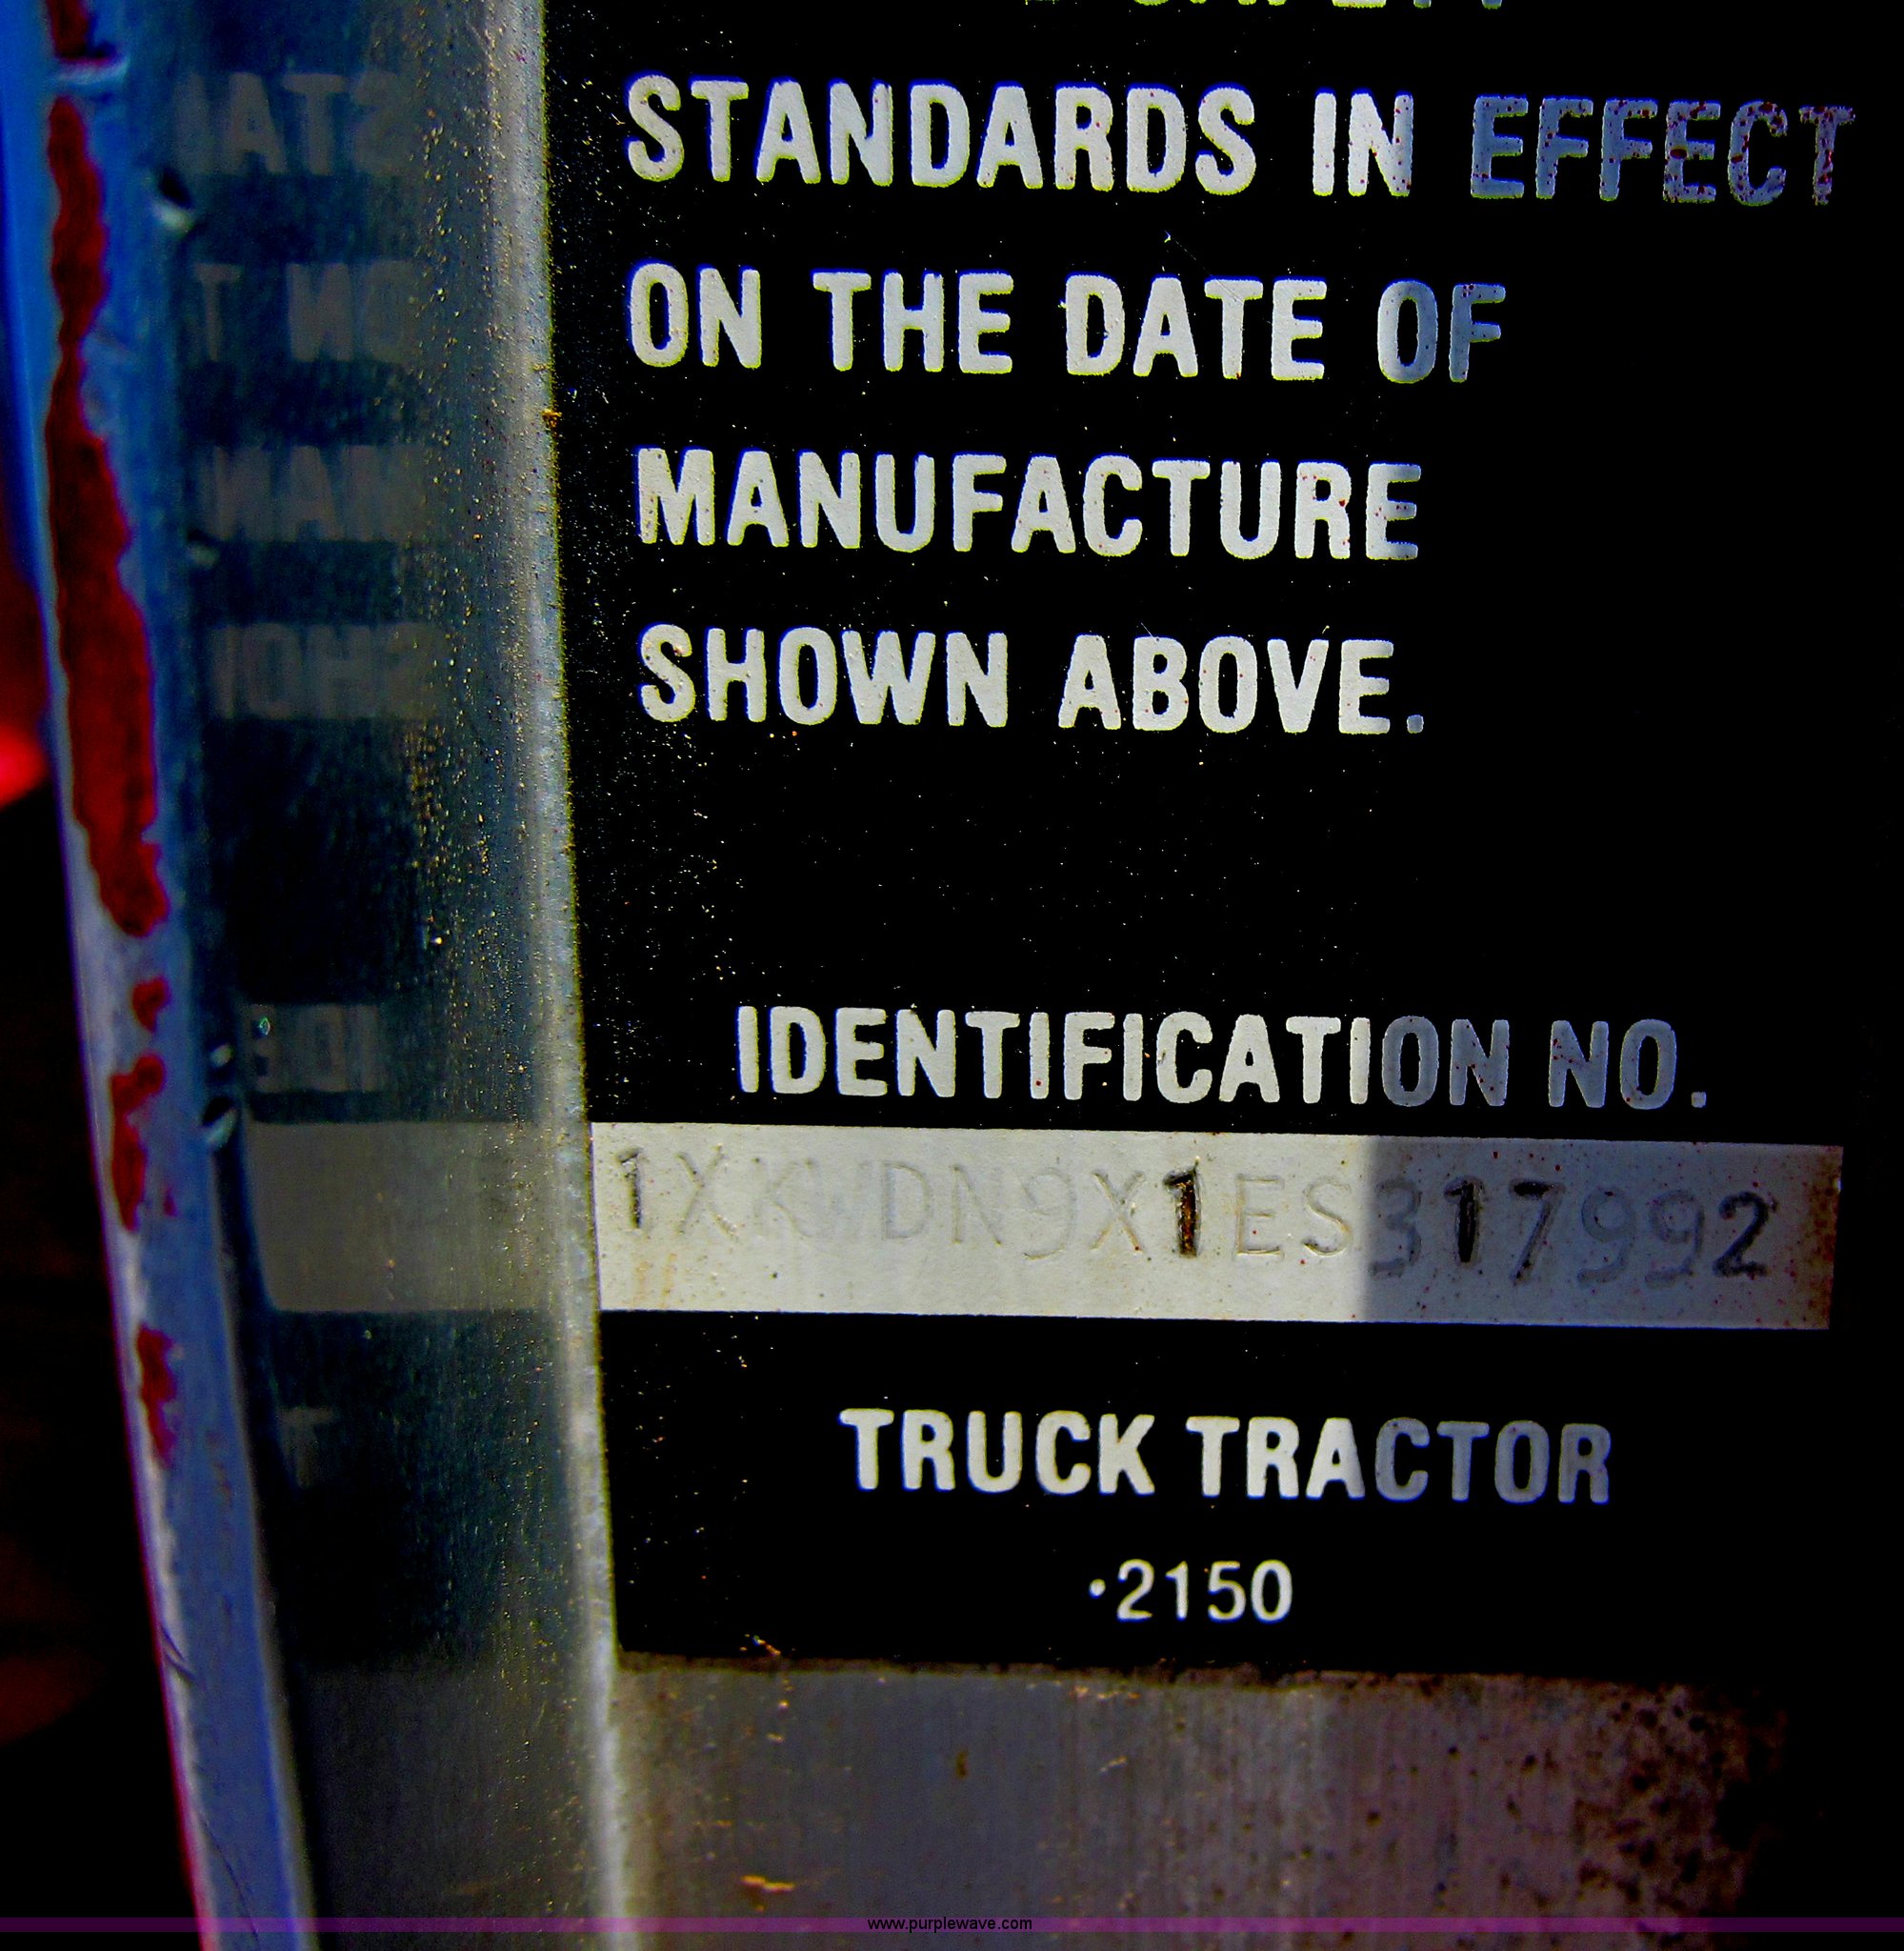 STANDARDS IN EFFECT
ON THE DATE OF
MANUFACTURE
SHOWN ABOVE.
IDENTIFICATION NO.
1XKWDN9X1ES317992
TRUCK TRACTOR
·2150
www.purplewave.com